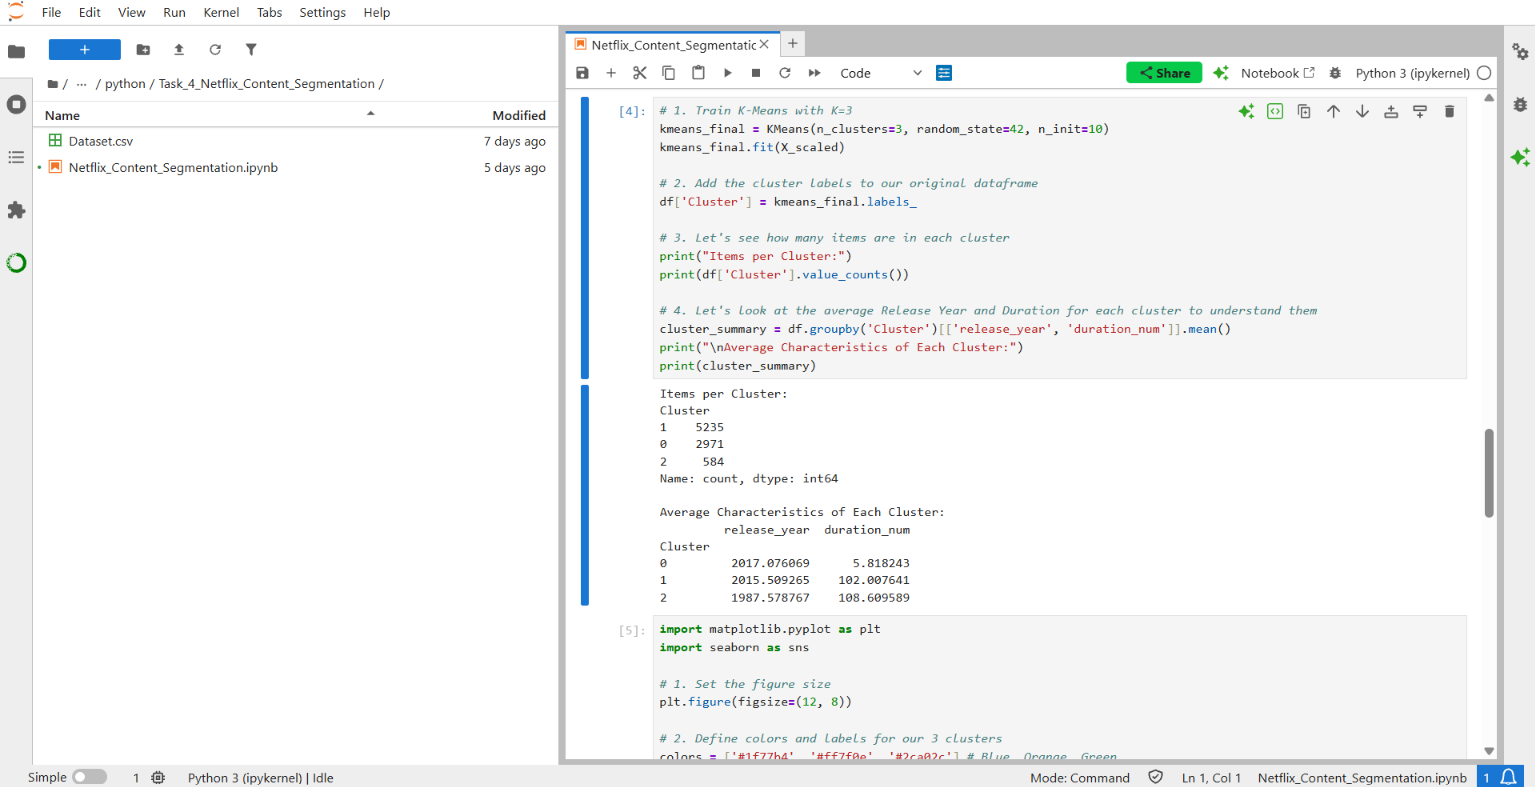 File Edit View Run Kernel Tabs Settings Help
+
/ ... / python / Task_4_Netflix_Content_Segmentation /
Name Modified
Dataset.csv 7 days ago
Netflix_Content_Segmentation.ipynb 5 days ago
Netflix_Content_Segmentatic
Code
Share
Notebook
Python 3 (ipykernel)
[4]:
# 1. Train K-Means with K=3
kmeans_final = KMeans(n_clusters=3, random_state=42, n_init=10)
kmeans_final.fit(X_scaled)
# 2. Add the cluster labels to our original dataframe
df['Cluster'] = kmeans_final.labels_
# 3. Let's see how many items are in each cluster
print("Items per Cluster:")
print(df['Cluster'].value_counts())
# 4. Let's look at the average Release Year and Duration for each cluster to understand them
cluster_summary = df.groupby('Cluster')[['release_year', 'duration_num']].mean()
print("\nAverage Characteristics of Each Cluster:")
print(cluster_summary)
Items per Cluster:
Cluster
1 5235
0 2971
2 584
Name: count, dtype: int64
Average Characteristics of Each Cluster:
release_year duration_num
Cluster
0 2017.076069 5.818243
1 2015.509265 102.007641
2 1987.578767 108.609589
[5]:
import matplotlib.pyplot as plt
import seaborn as sns
# 1. Set the figure size
plt.figure(figsize=(12, 8))
# 2. Define colors and labels for our 3 clusters
colors = ['#1f77b4', '#ff7f0e', '#2ca02c'] # Blue, Orange, Green
Simple 1 Python 3 (ipykernel) | Idle Mode: Command Ln 1, Col 1 Netflix_Content_Segmentation.ipynb 1